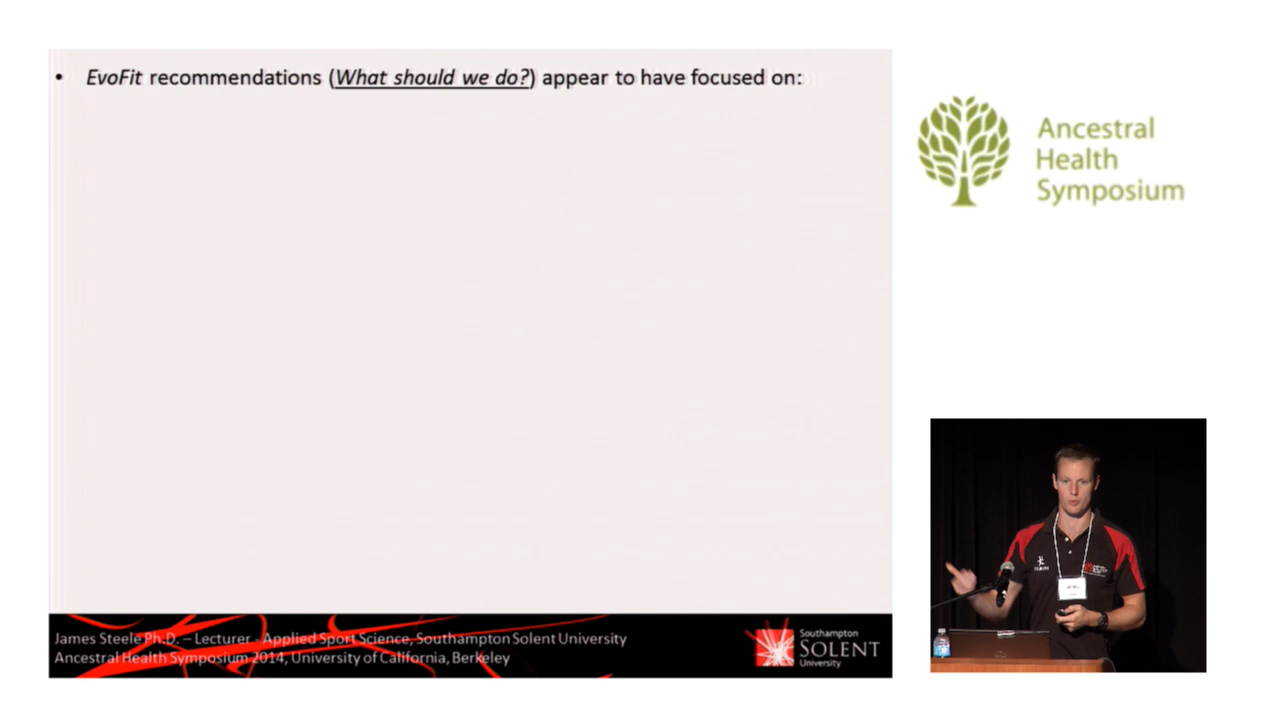 • EvoFit recommendations (What should we do?) appear to have focused on:
Ancestral
Health
Symposium
James Steele Ph.D. – Lecturer - Applied Sport Science, Southampton Solent University
Ancestral Health Symposium 2014, University of California, Berkeley
Southampton
SOLENT
University